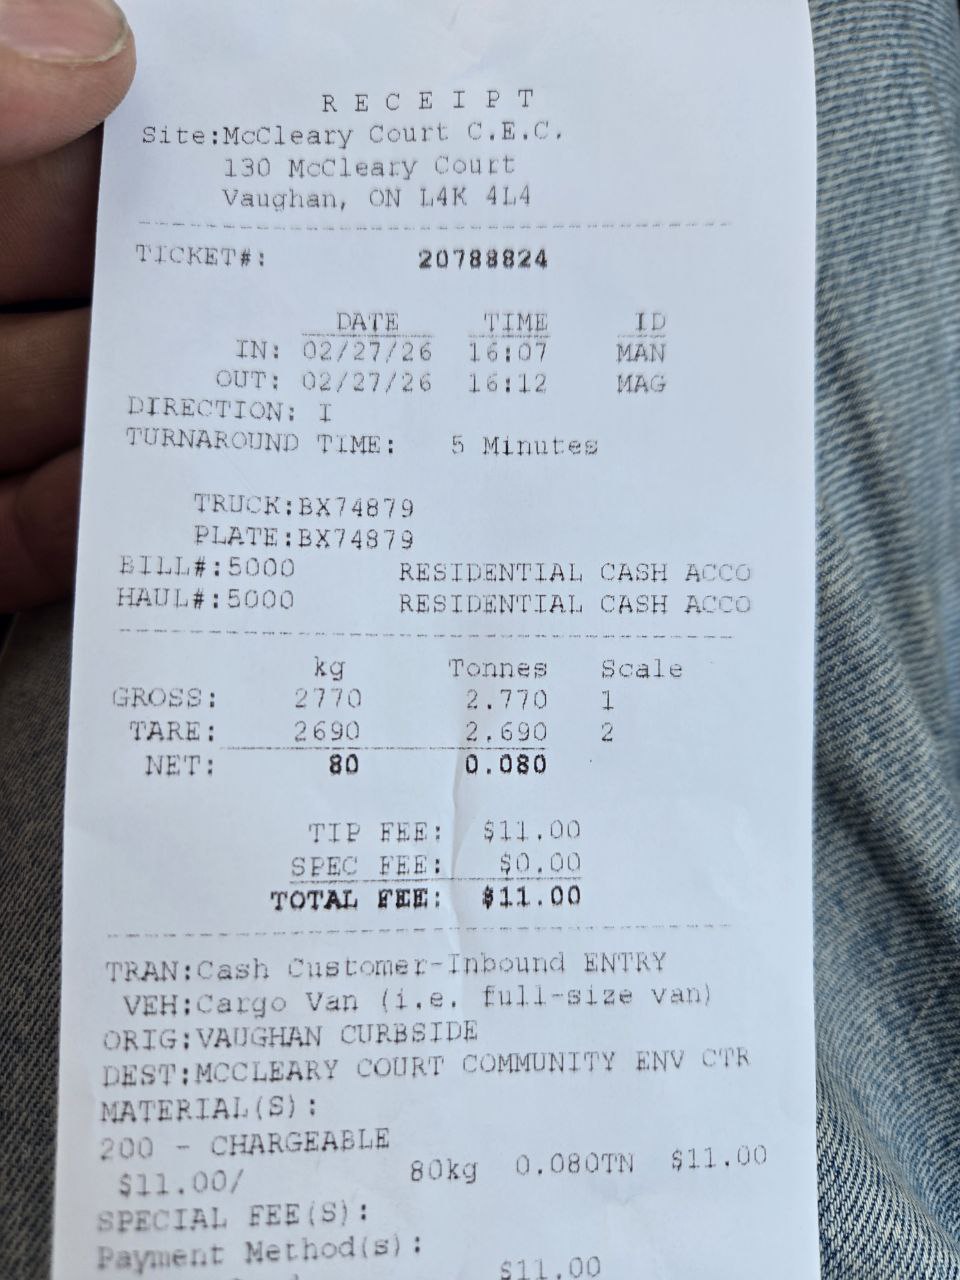 R E C E I P T
Site:McCleary Court C.E.C.
130 McCleary Court
Vaughan, ON L4K 4L4
TICKET#: 20788824
DATE TIME ID
IN: 02/27/26 16:07 MAN
OUT: 02/27/26 16:12 MAG
DIRECTION: I
TURNAROUND TIME: 5 Minutes
TRUCK:BX74879
PLATE:BX74879
BILL#:5000 RESIDENTIAL CASH ACCO
HAUL#:5000 RESIDENTIAL CASH ACCO
kg Tonnes Scale
GROSS: 2770 2.770 1
TARE: 2690 2.690 2
NET: 80 0.080
TIP FEE: $11.00
SPEC FEE: $0.00
TOTAL FEE: $11.00
TRAN:Cash Customer-Inbound ENTRY
VEH:Cargo Van (i.e. full-size van)
ORIG:VAUGHAN CURBSIDE
DEST:MCCLEARY COURT COMMUNITY ENV CTR
MATERIAL(S):
200 - CHARGEABLE
$11.00/ 80kg 0.080TN $11.00
SPECIAL FEE(S):
Payment Method(s):
$11.00